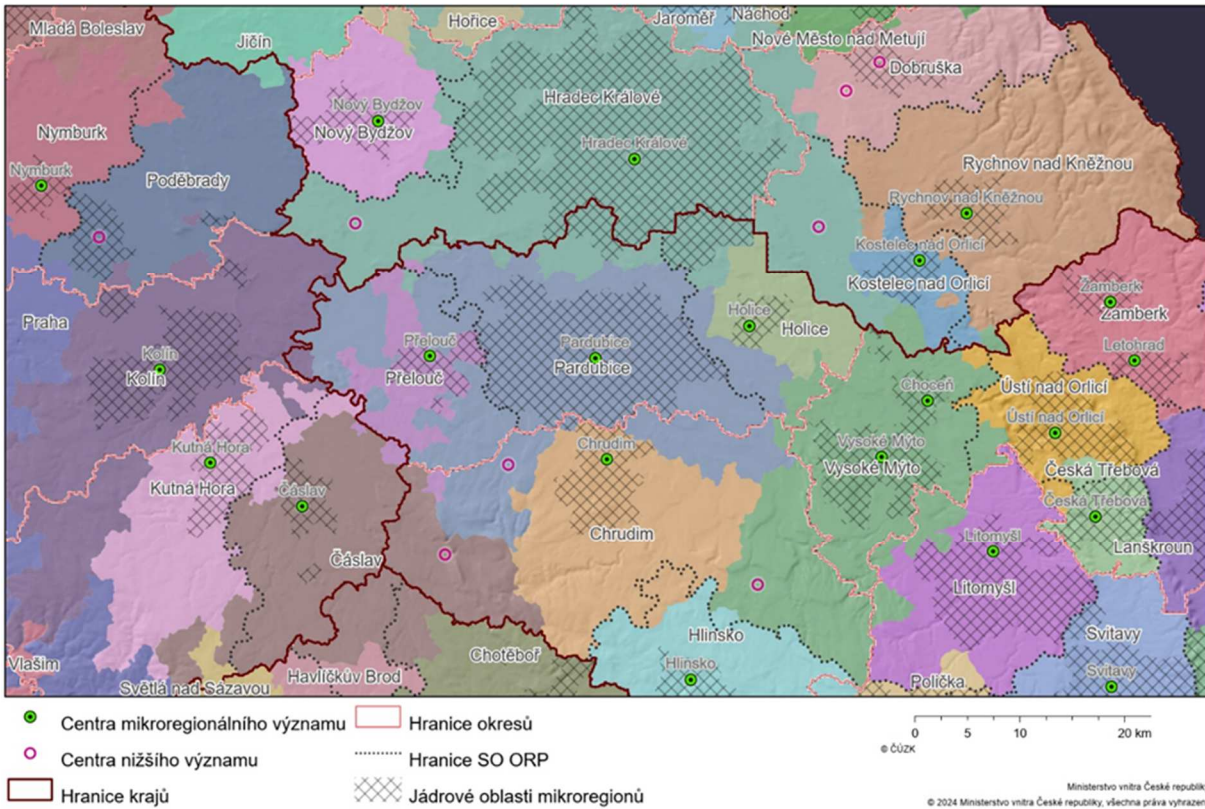 Mladá Boleslav
Jičín
Hořice
Jaroměř
Náchod
Nové Město nad Metují
Dobruška
Nový Bydžov
Nový Bydžov
Hradec Králové
Hradec Králové
Nymburk
Nymburk
Poděbrady
Rychnov nad Kněžnou
Rychnov nad Kněžnou
Kostelec nad Orlicí
Kostelec nad Orlicí
Žamberk
Žamberk
Letohrad
Praha
Kolín
Kolín
Přelouč
Přelouč
Pardubice
Pardubice
Holice
Holice
Choceň
Ústí nad Orlicí
Ústí nad Orlicí
Kutná Hora
Kutná Hora
Čáslav
Čáslav
Chrudim
Chrudim
Vysoké Mýto
Vysoké Mýto
Česká Třebová
Česká Třebová
Lanškroun
Litomyšl
Litomyšl
Vlašim
Světlá nad Sázavou
Havlíčkův Brod
Chotěboř
Hlinsko
Hlinsko
Polička
Svitavy
Svitavy
Centra mikroregionálního významu
Centra nižšího významu
Hranice krajů
Hranice okresů
Hranice SO ORP
Jádrové oblasti mikroregionů
0 5 10 20 km
© ČÚZK
Ministerstvo vnitra České republik
© 2024 Ministerstvo vnitra České republiky, všechna práva vyhrazen